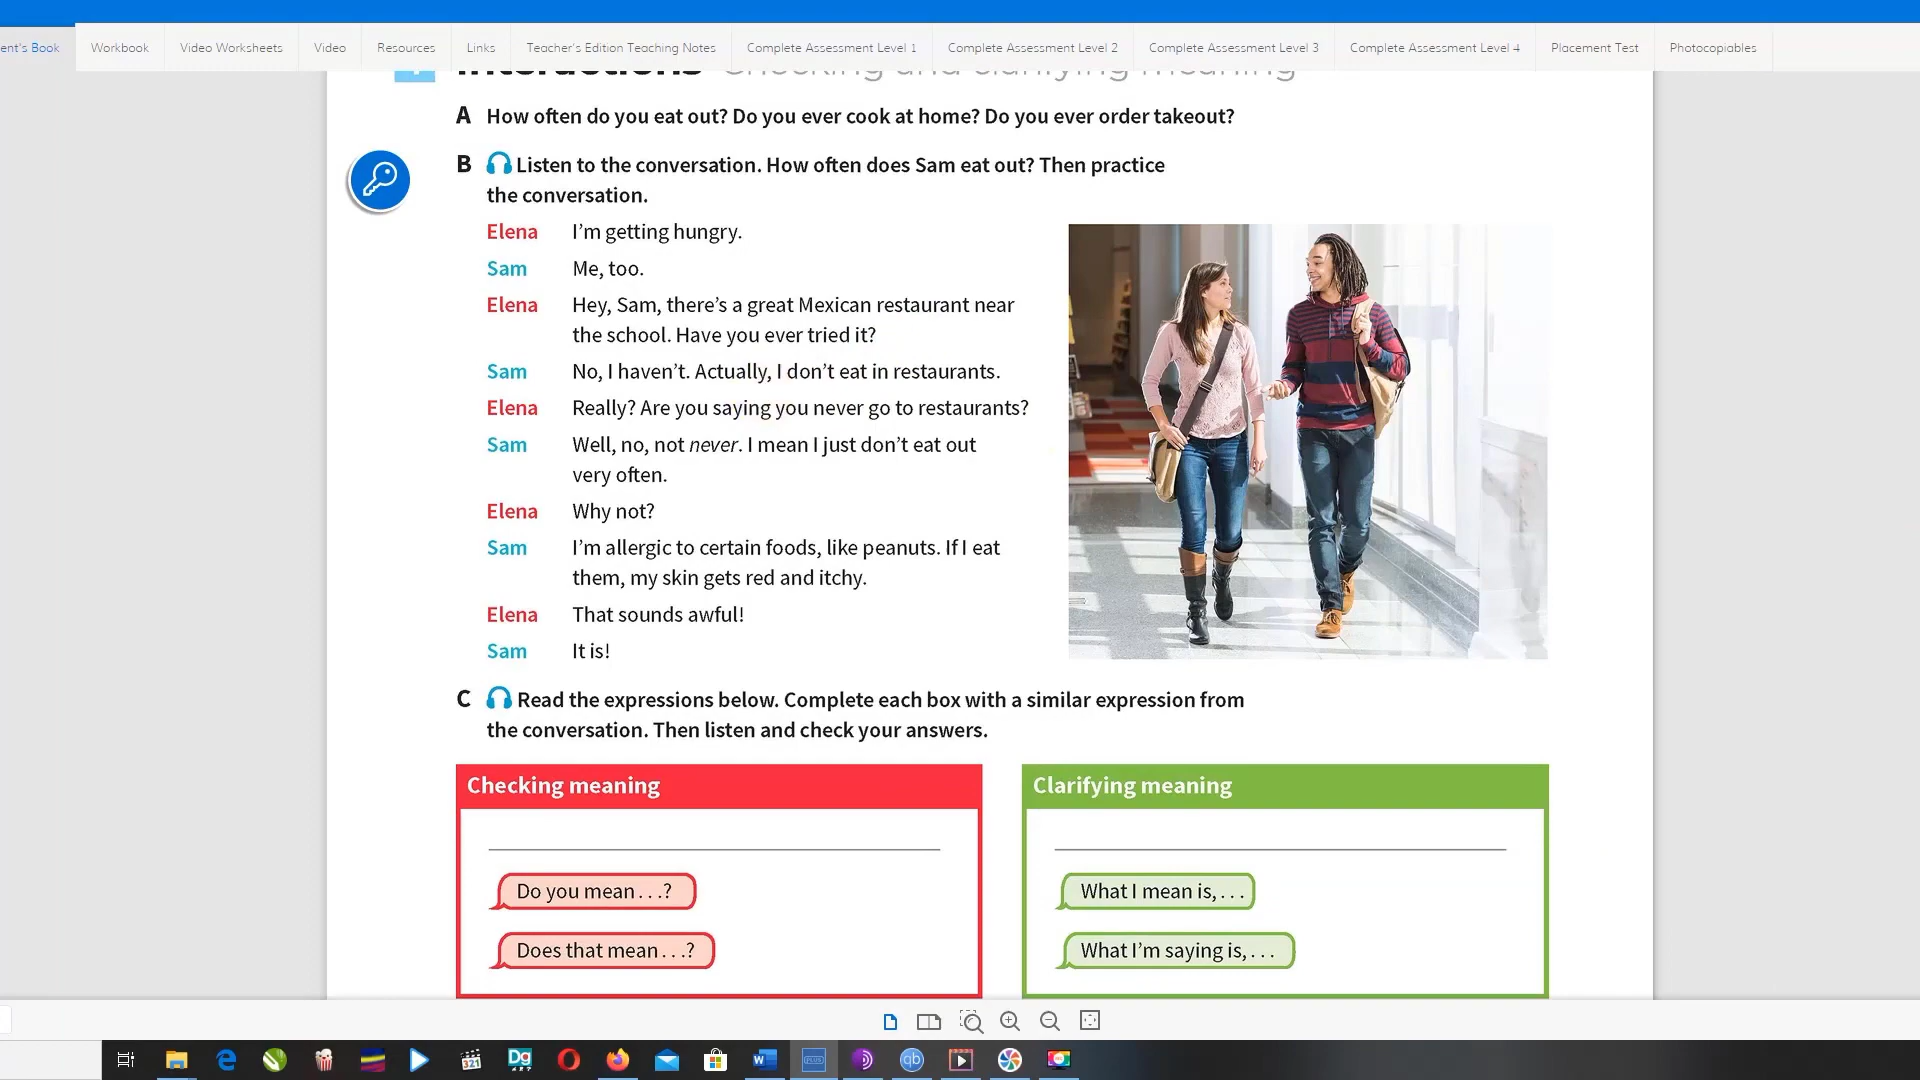 ent's Book Workbook Video Worksheets Video Resources Links Teacher's Edition Teaching Notes Complete Assessment Level 1 Complete Assessment Level 2 Complete Assessment Level 3 Complete Assessment Level 4 Placement Test Photocopiables
Interactions Checking and clarifying meaning
A How often do you eat out? Do you ever cook at home? Do you ever order takeout?
B Listen to the conversation. How often does Sam eat out? Then practice
the conversation.
Elena I'm getting hungry.
Sam Me, too.
Elena Hey, Sam, there's a great Mexican restaurant near
the school. Have you ever tried it?
Sam No, I haven't. Actually, I don't eat in restaurants.
Elena Really? Are you saying you never go to restaurants?
Sam Well, no, not never. I mean I just don't eat out
very often.
Elena Why not?
Sam I'm allergic to certain foods, like peanuts. If I eat
them, my skin gets red and itchy.
Elena That sounds awful!
Sam It is!
C Read the expressions below. Complete each box with a similar expression from
the conversation. Then listen and check your answers.
Checking meaning
Do you mean . . .?
Does that mean . . .?
Clarifying meaning
What I mean is, . . .
What I'm saying is, . . .
321
Dg
W
PLUS
qb